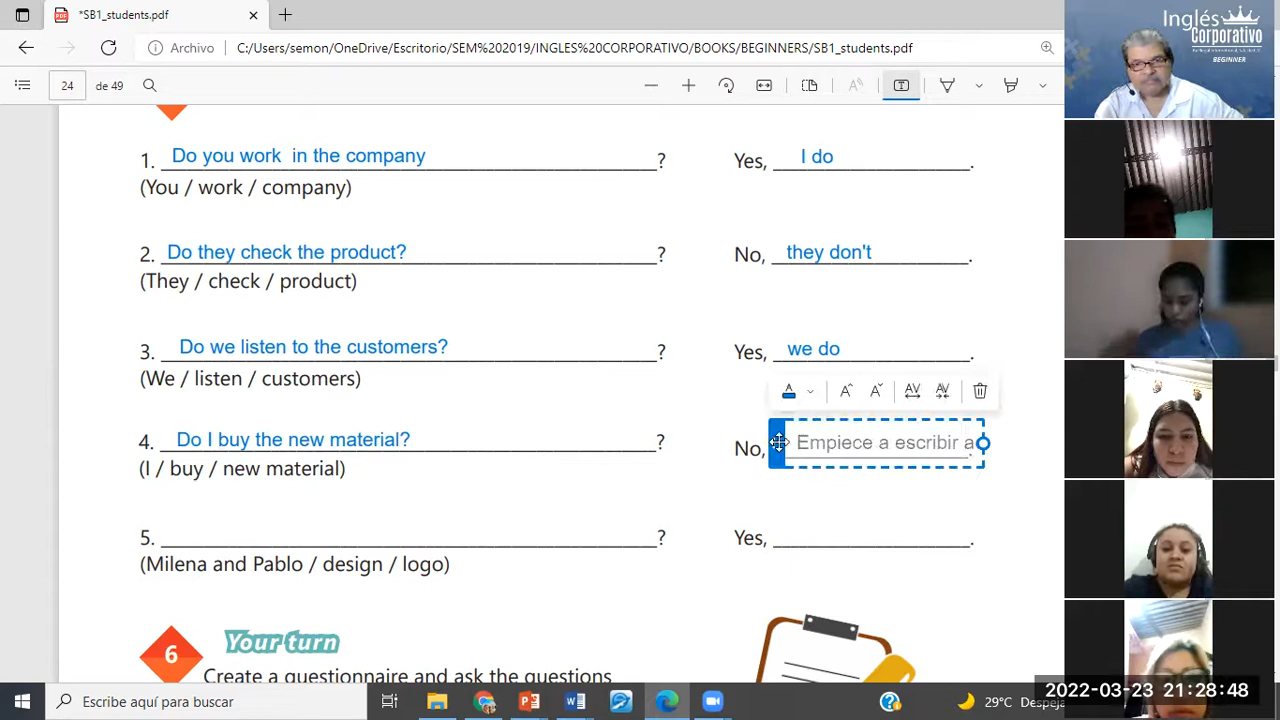 *SB1_students.pdf
Archivo C:/Users/semon/OneDrive/Escritorio/SEM%202019/INGLES%20CORPORATIVO/BOOKS/BEGINNERS/SB1_students.pdf
24 de 49
Inglés
Corporativo
BEGINNER
1. Do you work  in the company ? Yes, I do .
(You / work / company)
2. Do they check the product? ? No, they don't .
(They / check / product)
3. Do we listen to the customers? ? Yes, we do .
(We / listen / customers)
4. Do I buy the new material? ? No, Empiece a escribir a .
(I / buy / new material)
5. ? Yes, .
(Milena and Pablo / design / logo)
6 Your turn
Create a questionnaire and ask the questions
Escribe aquí para buscar
29°C Despej
2022-03-23 21:28:48